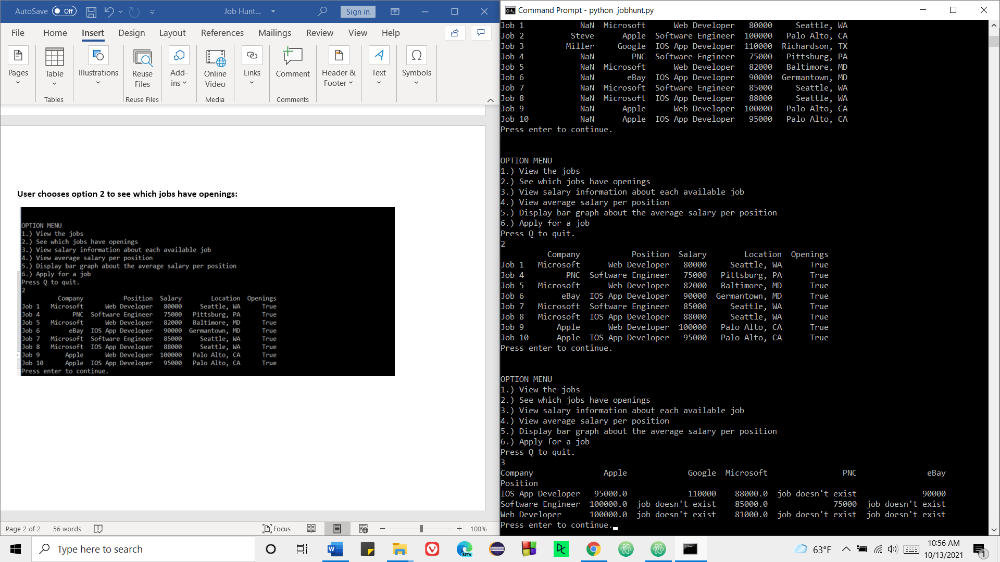 AutoSave Off Job Hunt... Sign in
File Home Insert Design Layout References Mailings Review View Help
Pages Table Illustrations Reuse Files Add-ins Online Video Links Comment Header & Footer Text Symbols
Tables Reuse Files Media Comments
User chooses option 2 to see which jobs have openings:
OPTION MENU
1.) View the jobs
2.) See which jobs have openings
3.) View salary information about each available job
4.) View average salary per position
5.) Display bar graph about the average salary per position
6.) Apply for a job
Press Q to quit.
2
Company Position Salary Location Openings
Job 1 Microsoft Web Developer 80000 Seattle, WA True
Job 4 PNC Software Engineer 75000 Pittsburg, PA True
Job 5 Microsoft Web Developer 82000 Baltimore, MD True
Job 6 eBay IOS App Developer 90000 Germantown, MD True
Job 7 Microsoft Software Engineer 85000 Seattle, WA True
Job 8 Microsoft IOS App Developer 88000 Seattle, WA True
Job 9 Apple Web Developer 100000 Palo Alto, CA True
Job 10 Apple IOS App Developer 95000 Palo Alto, CA True
Press enter to continue.
Page 2 of 2 56 words Focus 100%
Command Prompt - python jobhunt.py
Job 1 NaN Microsoft Web Developer 80000 Seattle, WA
Job 2 Steve Apple Software Engineer 100000 Palo Alto, CA
Job 3 Miller Google IOS App Developer 110000 Richardson, TX
Job 4 NaN PNC Software Engineer 75000 Pittsburg, PA
Job 5 NaN Microsoft Web Developer 82000 Baltimore, MD
Job 6 NaN eBay IOS App Developer 90000 Germantown, MD
Job 7 NaN Microsoft Software Engineer 85000 Seattle, WA
Job 8 NaN Microsoft IOS App Developer 88000 Seattle, WA
Job 9 NaN Apple Web Developer 100000 Palo Alto, CA
Job 10 NaN Apple IOS App Developer 95000 Palo Alto, CA
Press enter to continue.
OPTION MENU
1.) View the jobs
2.) See which jobs have openings
3.) View salary information about each available job
4.) View average salary per position
5.) Display bar graph about the average salary per position
6.) Apply for a job
Press Q to quit.
2
Company Position Salary Location Openings
Job 1 Microsoft Web Developer 80000 Seattle, WA True
Job 4 PNC Software Engineer 75000 Pittsburg, PA True
Job 5 Microsoft Web Developer 82000 Baltimore, MD True
Job 6 eBay IOS App Developer 90000 Germantown, MD True
Job 7 Microsoft Software Engineer 85000 Seattle, WA True
Job 8 Microsoft IOS App Developer 88000 Seattle, WA True
Job 9 Apple Web Developer 100000 Palo Alto, CA True
Job 10 Apple IOS App Developer 95000 Palo Alto, CA True
Press enter to continue.
OPTION MENU
1.) View the jobs
2.) See which jobs have openings
3.) View salary information about each available job
4.) View average salary per position
5.) Display bar graph about the average salary per position
6.) Apply for a job
Press Q to quit.
3
Company Apple Google Microsoft PNC eBay
Position
IOS App Developer 95000.0 110000 88000.0 job doesn't exist 90000
Software Engineer 100000.0 job doesn't exist 85000.0 75000 job doesn't exist
Web Developer 100000.0 job doesn't exist 81000.0 job doesn't exist job doesn't exist
Press enter to continue.
Type here to search
BETA
63°F
10:56 AM
10/13/2021
1